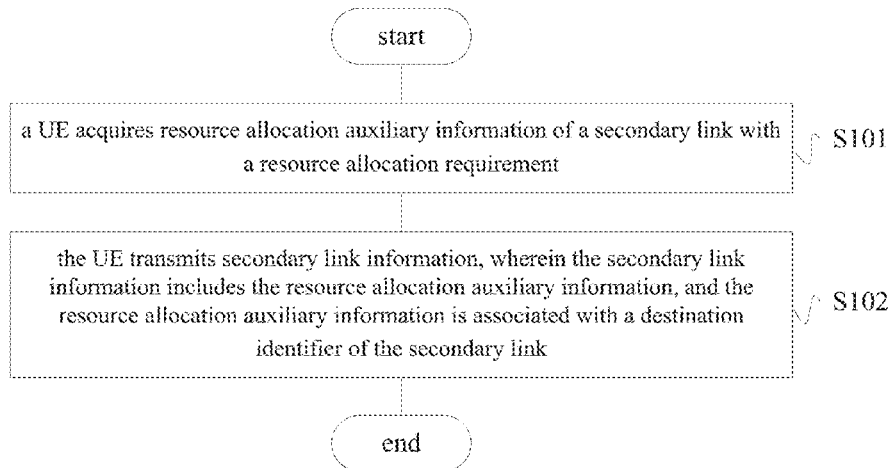 start
a UE acquires resource allocation auxiliary information of a secondary link with
a resource allocation requirement
S101
the UE transmits secondary link information, wherein the secondary link
information includes the resource allocation auxiliary information, and the
resource allocation auxiliary information is associated with a destination
identifier of the secondary link
S102
end